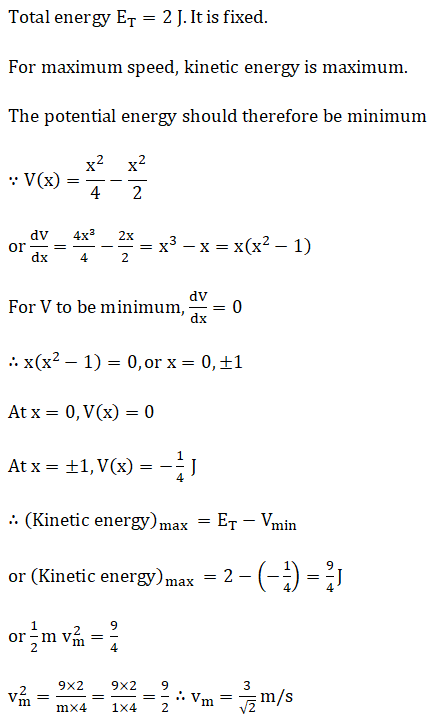 Total energy E_T = 2 J. It is fixed.
For maximum speed, kinetic energy is maximum.
The potential energy should therefore be minimum
∵ V(x) = x²/4 − x²/2
or dV/dx = 4x³/4 − 2x/2 = x³ − x = x(x² − 1)
For V to be minimum, dV/dx = 0
∴ x(x² − 1) = 0, or x = 0, ±1
At x = 0, V(x) = 0
At x = ±1, V(x) = −1/4 J
∴ (Kinetic energy)_max = E_T − V_min
or (Kinetic energy)_max = 2 − (−1/4) = 9/4 J
or 1/2 m v_m² = 9/4
v_m² = 9×2/m×4 = 9×2/1×4 = 9/2 ∴ v_m = 3/√2 m/s